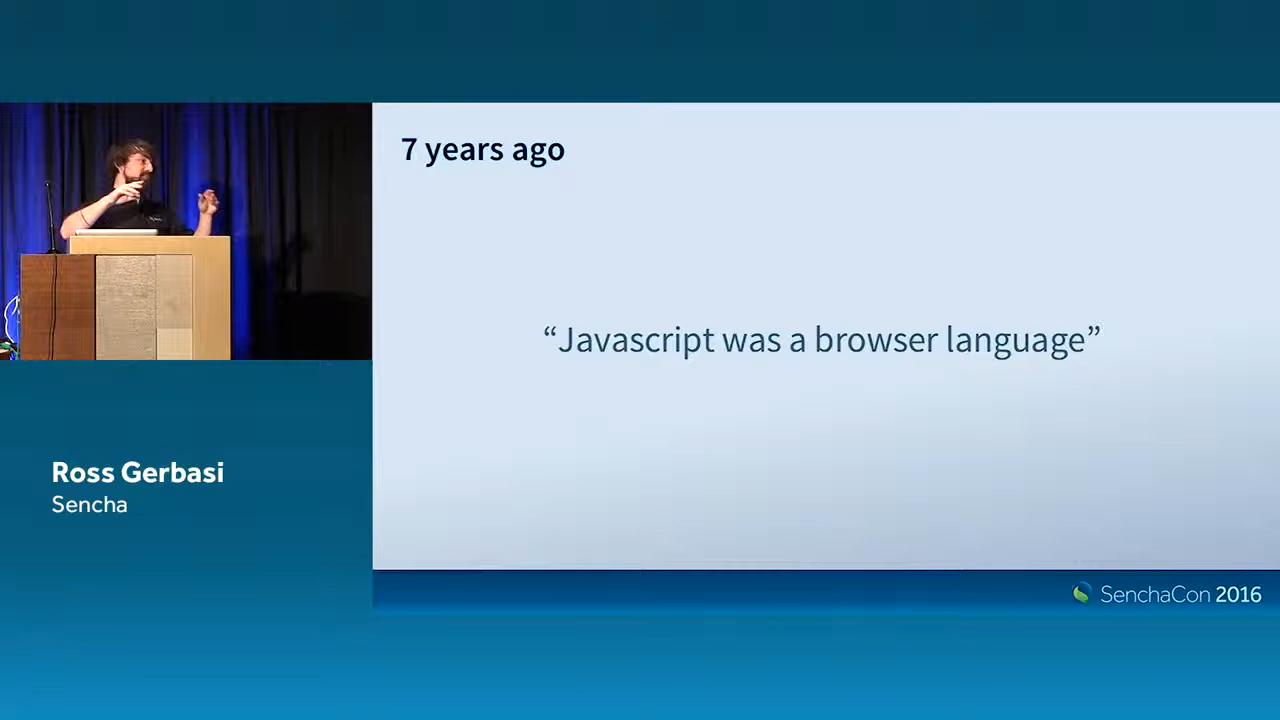 7 years ago
“Javascript was a browser language”
Ross Gerbasi
Sencha
SenchaCon 2016